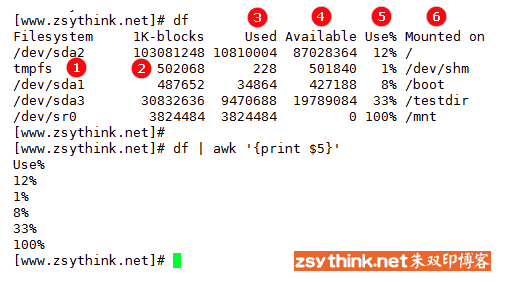 [www.zsythink.net]# df 3 4 5 6
Filesystem 1K-blocks Used Available Use% Mounted on
/dev/sda2 103081248 10810004 87028364 12% /
tmpfs 1 2 502068 228 501840 1% /dev/shm
/dev/sda1 487652 34864 427188 8% /boot
/dev/sda3 30832636 9470688 19789084 33% /testdir
/dev/sr0 3824484 3824484 0 100% /mnt
[www.zsythink.net]#
[www.zsythink.net]# df | awk '{print $5}'
Use%
12%
1%
8%
33%
100%
[www.zsythink.net]#
zsythink.net朱双印博客